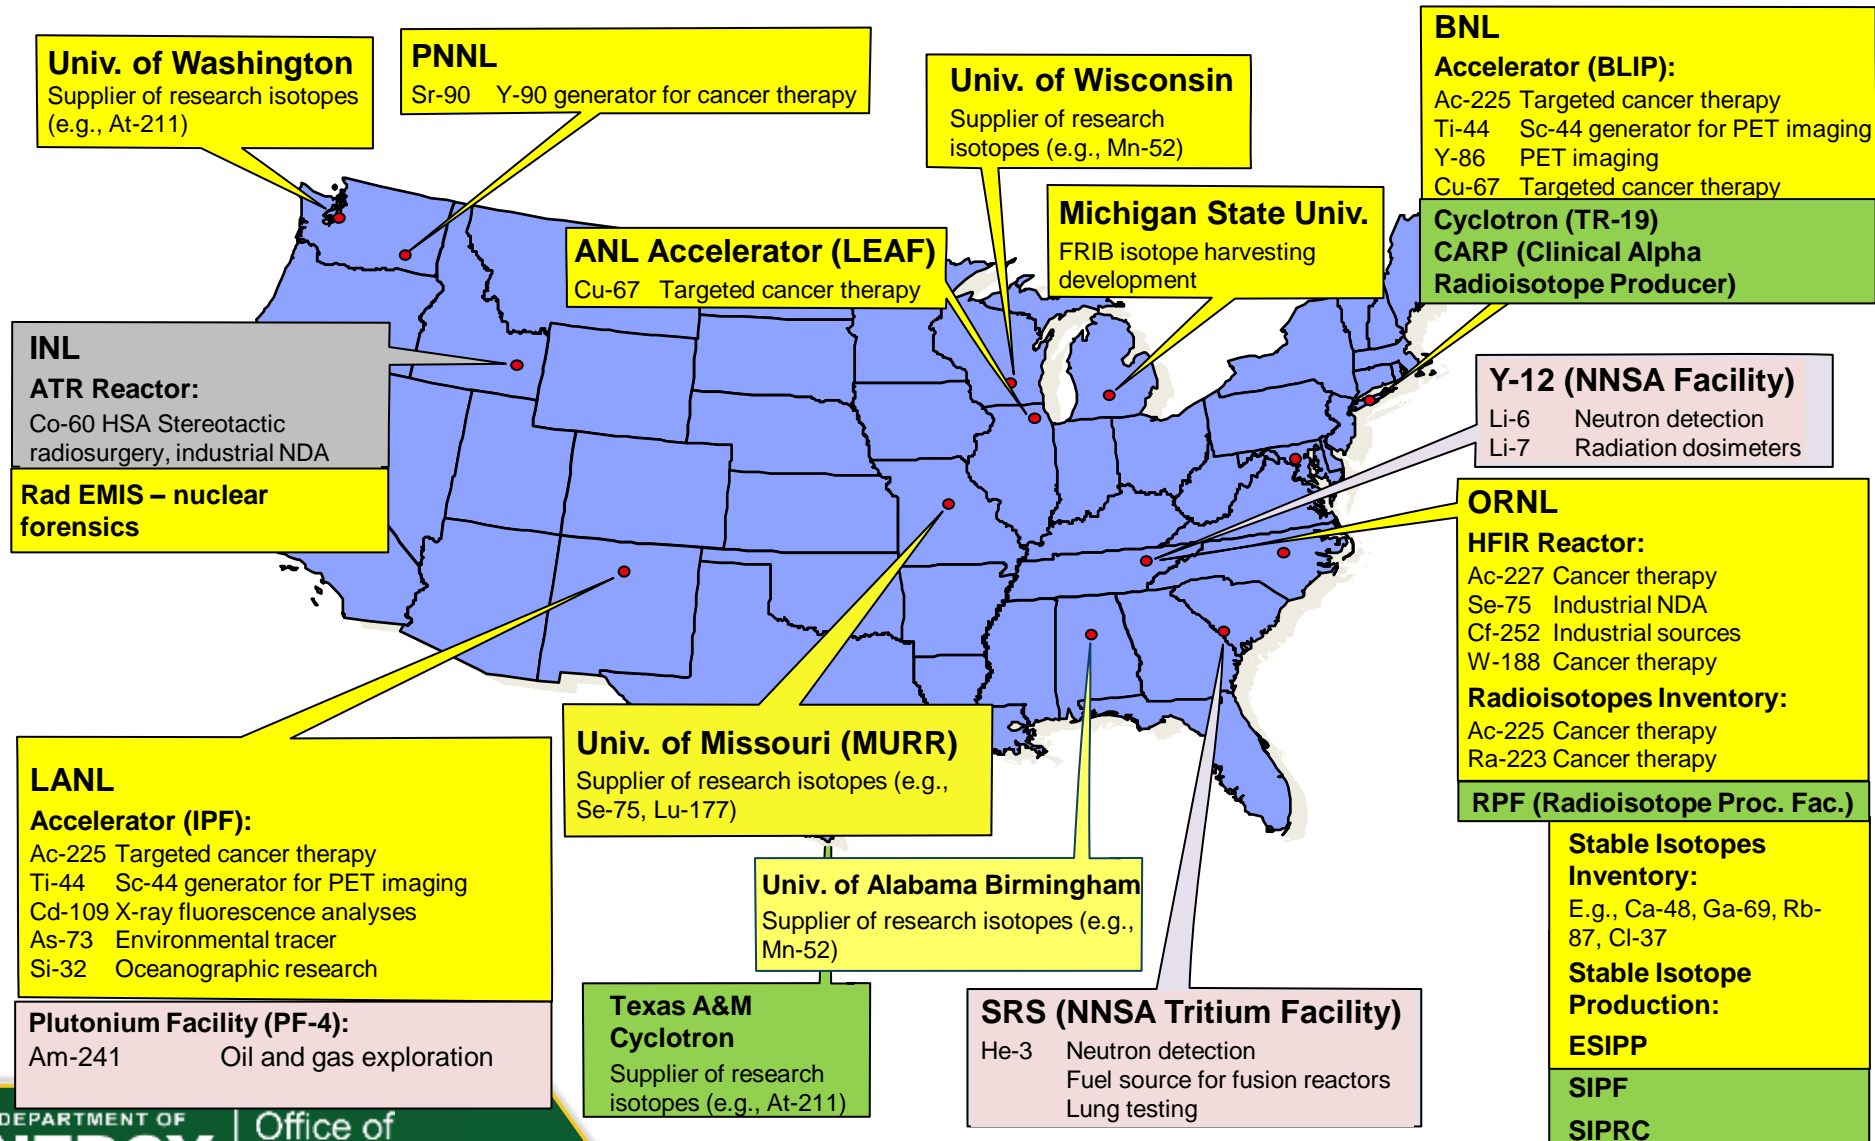 Univ. of Washington
Supplier of research isotopes
(e.g., At-211)
PNNL
Sr-90 Y-90 generator for cancer therapy
Univ. of Wisconsin
Supplier of research
isotopes (e.g., Mn-52)
BNL
Accelerator (BLIP):
Ac-225 Targeted cancer therapy
Ti-44 Sc-44 generator for PET imaging
Y-86 PET imaging
Cu-67 Targeted cancer therapy
Cyclotron (TR-19)
CARP (Clinical Alpha
Radioisotope Producer)
Michigan State Univ.
FRIB isotope harvesting
development
ANL Accelerator (LEAF)
Cu-67 Targeted cancer therapy
INL
ATR Reactor:
Co-60 HSA Stereotactic
radiosurgery, industrial NDA
Rad EMIS – nuclear
forensics
Y-12 (NNSA Facility)
Li-6 Neutron detection
Li-7 Radiation dosimeters
ORNL
HFIR Reactor:
Ac-227 Cancer therapy
Se-75 Industrial NDA
Cf-252 Industrial sources
W-188 Cancer therapy
Radioisotopes Inventory:
Ac-225 Cancer therapy
Ra-223 Cancer therapy
RPF (Radioisotope Proc. Fac.)
Stable Isotopes
Inventory:
E.g., Ca-48, Ga-69, Rb-
87, Cl-37
Stable Isotope
Production:
ESIPP
SIPF
SIPRC
LANL
Accelerator (IPF):
Ac-225 Targeted cancer therapy
Ti-44 Sc-44 generator for PET imaging
Cd-109 X-ray fluorescence analyses
As-73 Environmental tracer
Si-32 Oceanographic research
Plutonium Facility (PF-4):
Am-241 Oil and gas exploration
Univ. of Missouri (MURR)
Supplier of research isotopes (e.g.,
Se-75, Lu-177)
Univ. of Alabama Birmingham
Supplier of research isotopes (e.g.,
Mn-52)
Texas A&M
Cyclotron
Supplier of research
isotopes (e.g., At-211)
SRS (NNSA Tritium Facility)
He-3 Neutron detection
Fuel source for fusion reactors
Lung testing
DEPARTMENT OF
Office of